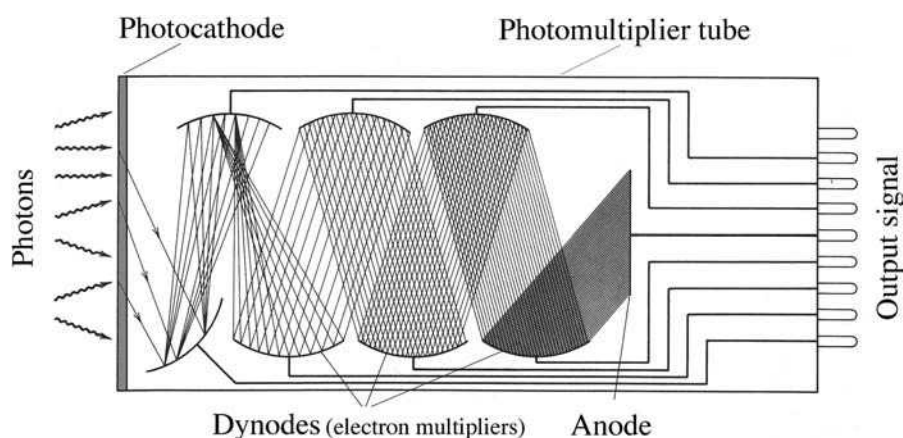 Photocathode
Photomultiplier tube
Photons
Output signal
Dynodes (electron multipliers)
Anode